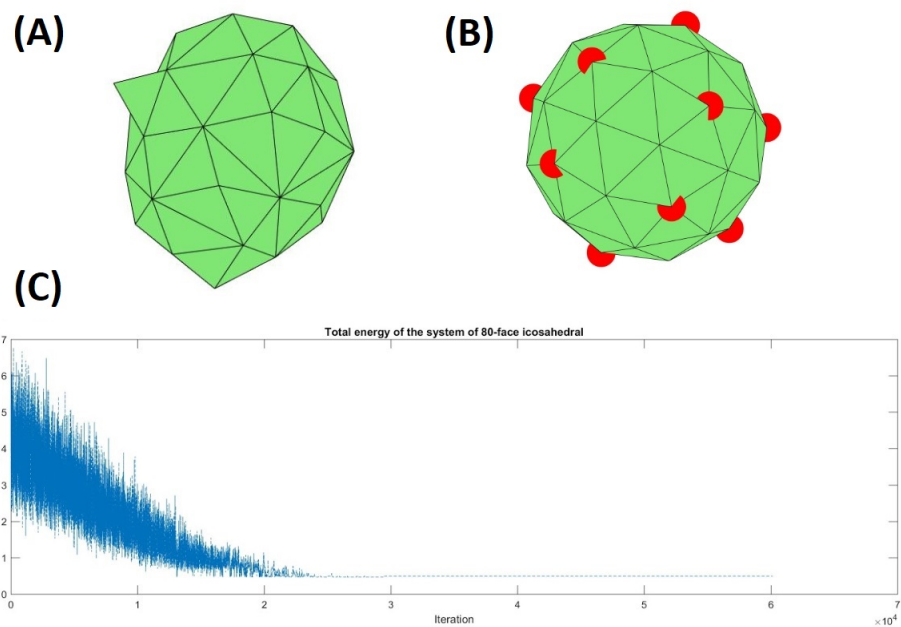 (A)
(B)
(C)
Total energy of the system of 80-face icosahedral
7
6
5
4
3
2
1
0
0 1 2 3 4 5 6 7
Iteration
×10⁴